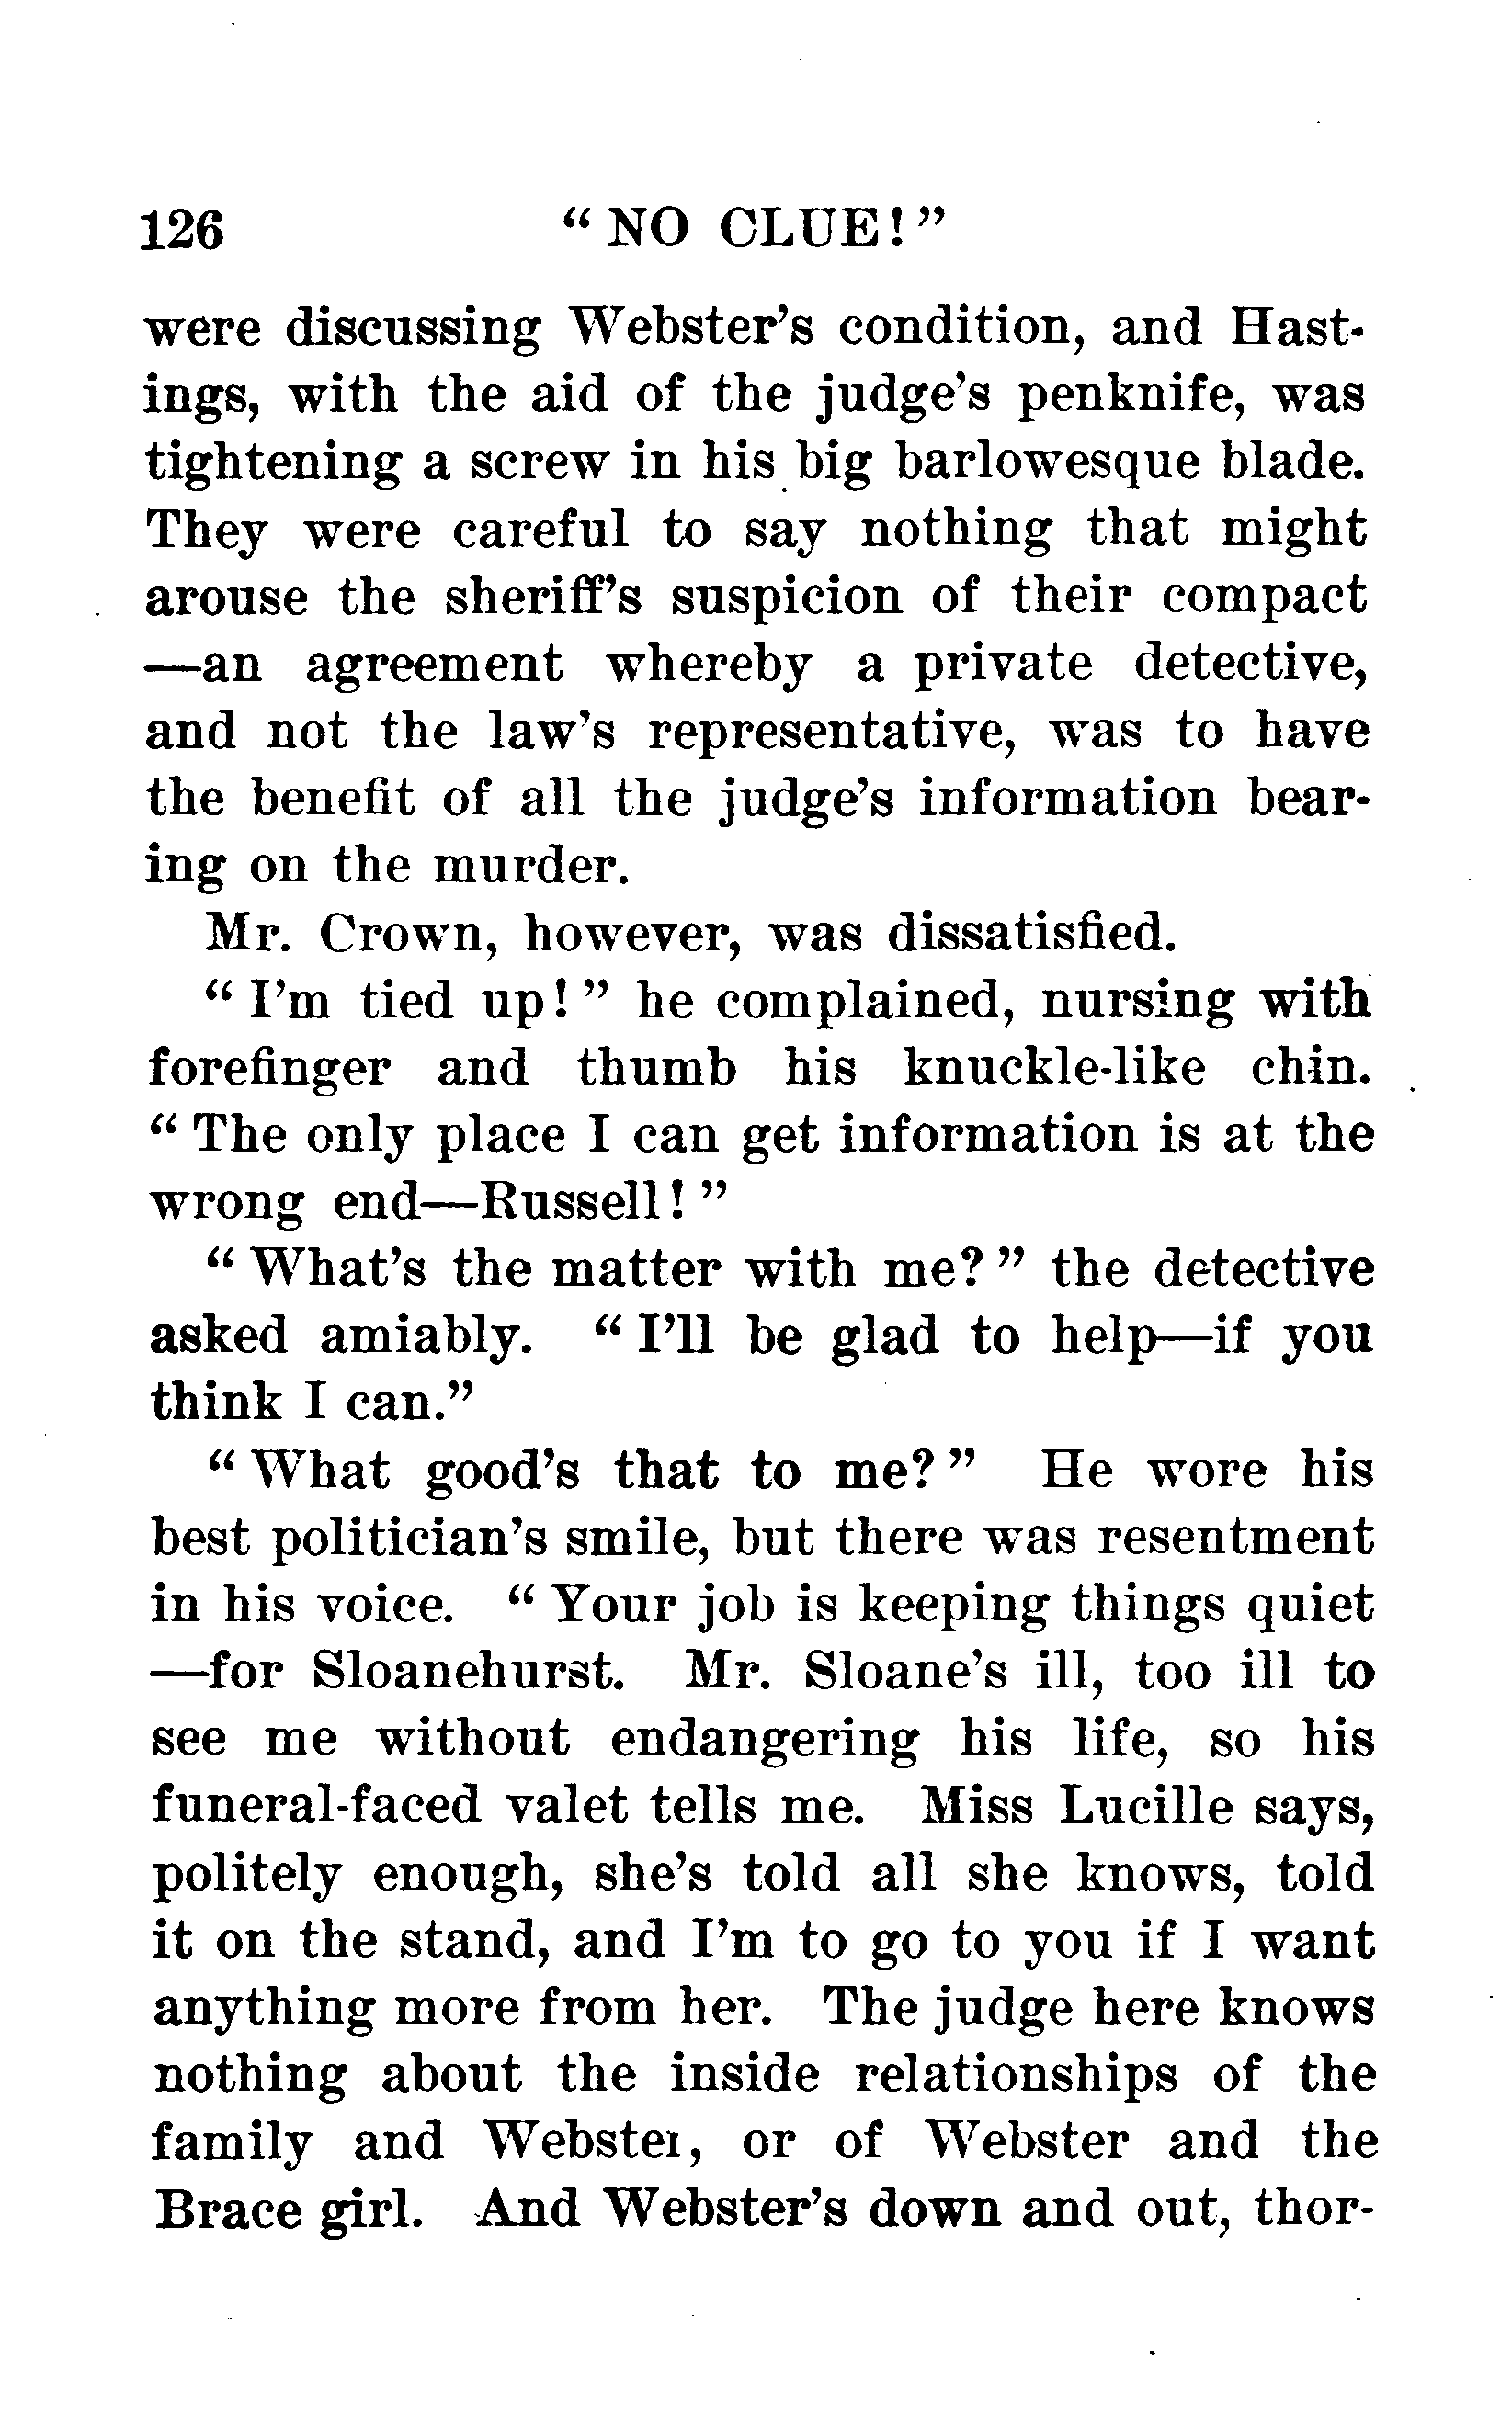 126 “ NO CLUE! ”
were discussing Webster’s condition, and Hast-
ings, with the aid of the judge’s penknife, was
tightening a screw in his big barlowesque blade.
They were careful to say nothing that might
arouse the sheriff’s suspicion of their compact
—an agreement whereby a private detective,
and not the law’s representative, was to have
the benefit of all the judge’s information bear-
ing on the murder.
Mr. Crown, however, was dissatisfied.
“ I’m tied up! ” he complained, nursing with
forefinger and thumb his knuckle-like chin.
“ The only place I can get information is at the
wrong end—Russell! ”
“ What’s the matter with me? ” the detective
asked amiably. “ I’ll be glad to help—if you
think I can.”
“ What good’s that to me? ” He wore his
best politician’s smile, but there was resentment
in his voice. “ Your job is keeping things quiet
—for Sloanehurst. Mr. Sloane’s ill, too ill to
see me without endangering his life, so his
funeral-faced valet tells me. Miss Lucille says,
politely enough, she’s told all she knows, told
it on the stand, and I’m to go to you if I want
anything more from her. The judge here knows
nothing about the inside relationships of the
family and Webster, or of Webster and the
Brace girl. And Webster’s down and out, thor-